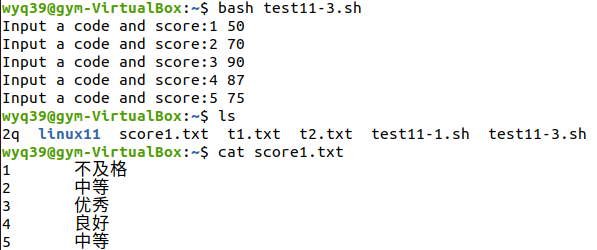 wyq39@gym-VirtualBox:~$ bash test11-3.sh
Input a code and score:1 50
Input a code and score:2 70
Input a code and score:3 90
Input a code and score:4 87
Input a code and score:5 75
wyq39@gym-VirtualBox:~$ ls
2q  linux11  score1.txt  t1.txt  t2.txt  test11-1.sh  test11-3.sh
wyq39@gym-VirtualBox:~$ cat score1.txt
1       不及格
2       中等
3       优秀
4       良好
5       中等